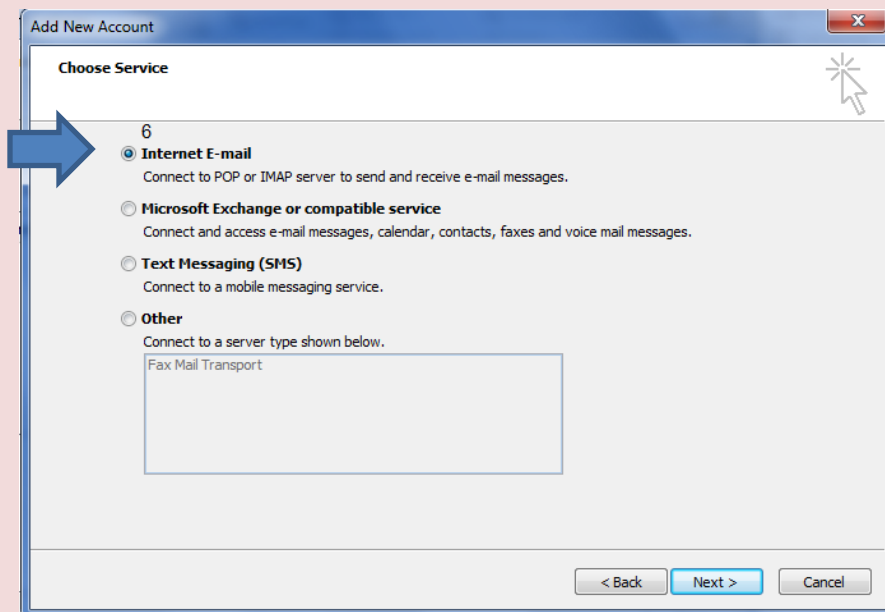 Add New Account
Choose Service
6
Internet E-mail
Connect to POP or IMAP server to send and receive e-mail messages.
Microsoft Exchange or compatible service
Connect and access e-mail messages, calendar, contacts, faxes and voice mail messages.
Text Messaging (SMS)
Connect to a mobile messaging service.
Other
Connect to a server type shown below.
Fax Mail Transport
< Back Next > Cancel